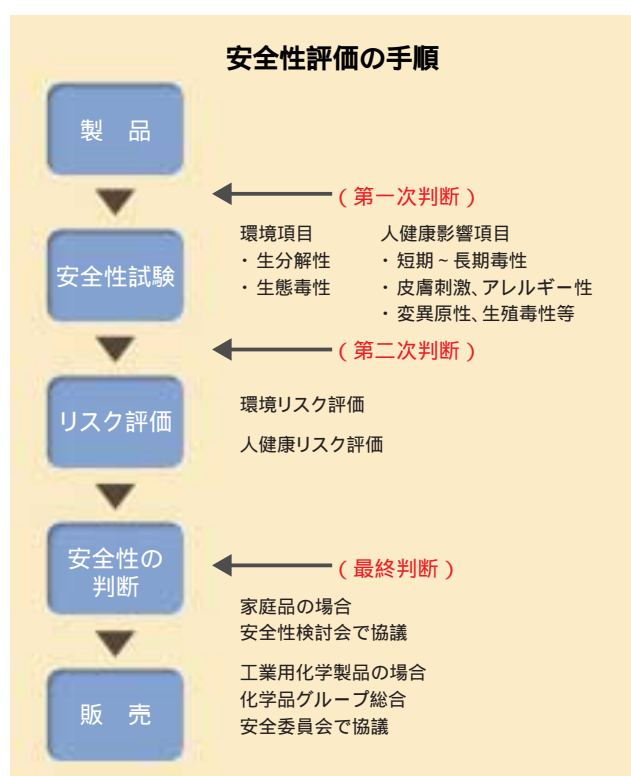 安全性評価の手順
製　品
（第一次判断）
環境項目
・生分解性
・生態毒性
人健康影響項目
・短期～長期毒性
・皮膚刺激、アレルギー性
・変異原性、生殖毒性等
安全性試験
（第二次判断）
リスク評価
環境リスク評価
人健康リスク評価
安全性の
判断
（最終判断）
家庭品の場合
安全性検討会で協議
工業用化学製品の場合
化学品グループ総合
安全委員会で協議
販　売